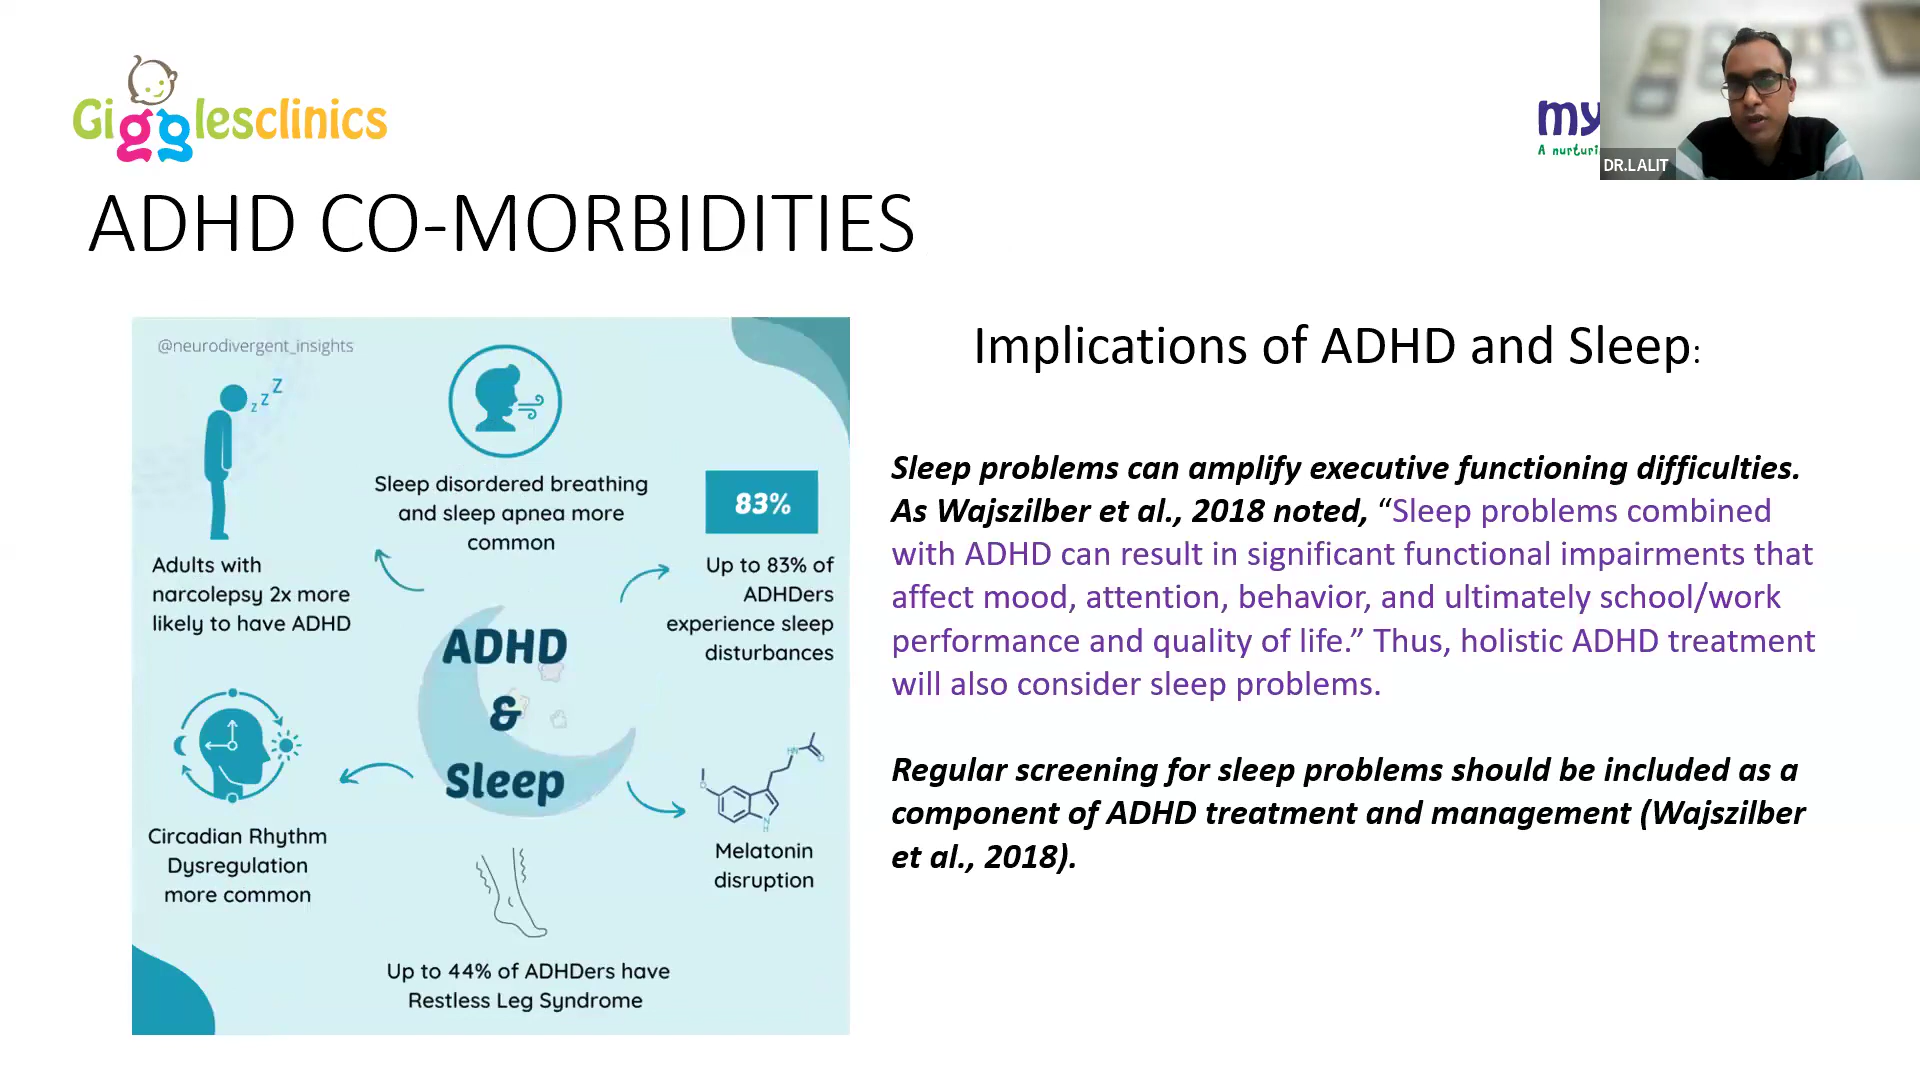 Gigglesclinics
my
A nurturi
DR.LALIT
ADHD CO-MORBIDITIES
@neurodivergent_insights
z z Z
Sleep disordered breathing
and sleep apnea more
common
83%
Adults with
narcolepsy 2x more
likely to have ADHD
Up to 83% of
ADHDers
experience sleep
disturbances
ADHD
&
Sleep
Circadian Rhythm
Dysregulation
more common
HN
O
O
N
H
Melatonin
disruption
Up to 44% of ADHDers have
Restless Leg Syndrome
Implications of ADHD and Sleep:
Sleep problems can amplify executive functioning difficulties.
As Wajszilber et al., 2018 noted, “Sleep problems combined
with ADHD can result in significant functional impairments that
affect mood, attention, behavior, and ultimately school/work
performance and quality of life.” Thus, holistic ADHD treatment
will also consider sleep problems.
Regular screening for sleep problems should be included as a
component of ADHD treatment and management (Wajszilber
et al., 2018).